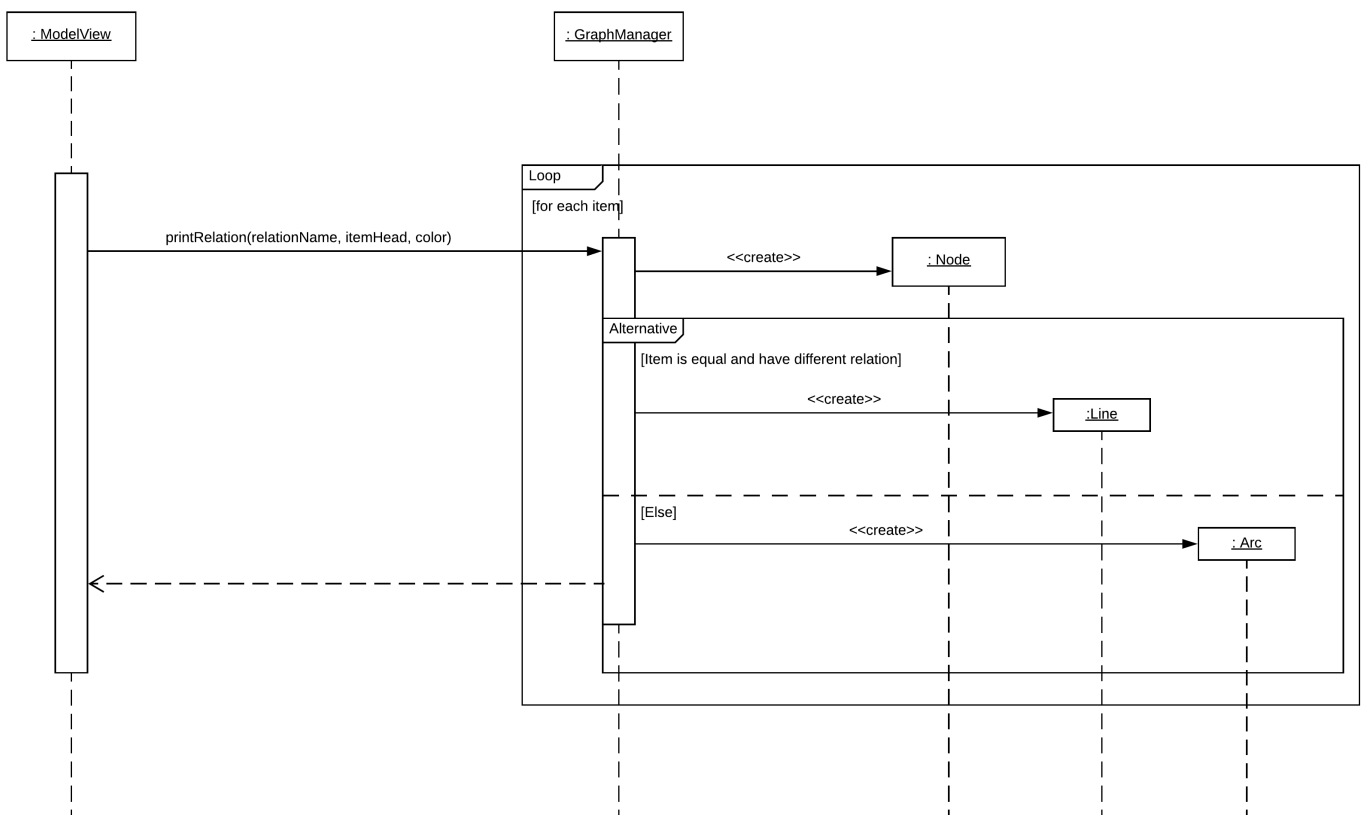 : ModelView
: GraphManager
Loop
[for each item]
printRelation(relationName, itemHead, color)
<<create>>
: Node
Alternative
[Item is equal and have different relation]
<<create>>
:Line
[Else]
<<create>>
: Arc